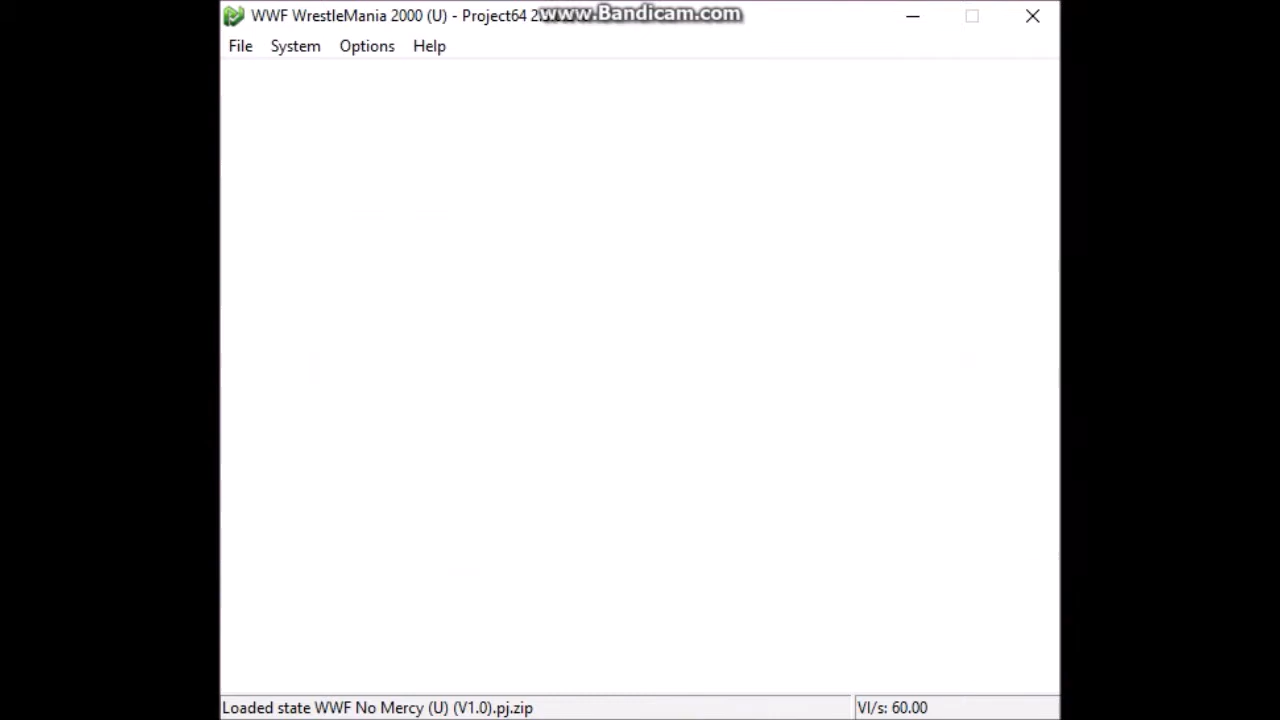 WWF WrestleMania 2000 (U) - Project64 2
www.Bandicam.com
File System Options Help
Loaded state WWF No Mercy (U) (V1.0).pj.zip
VI/s: 60.00